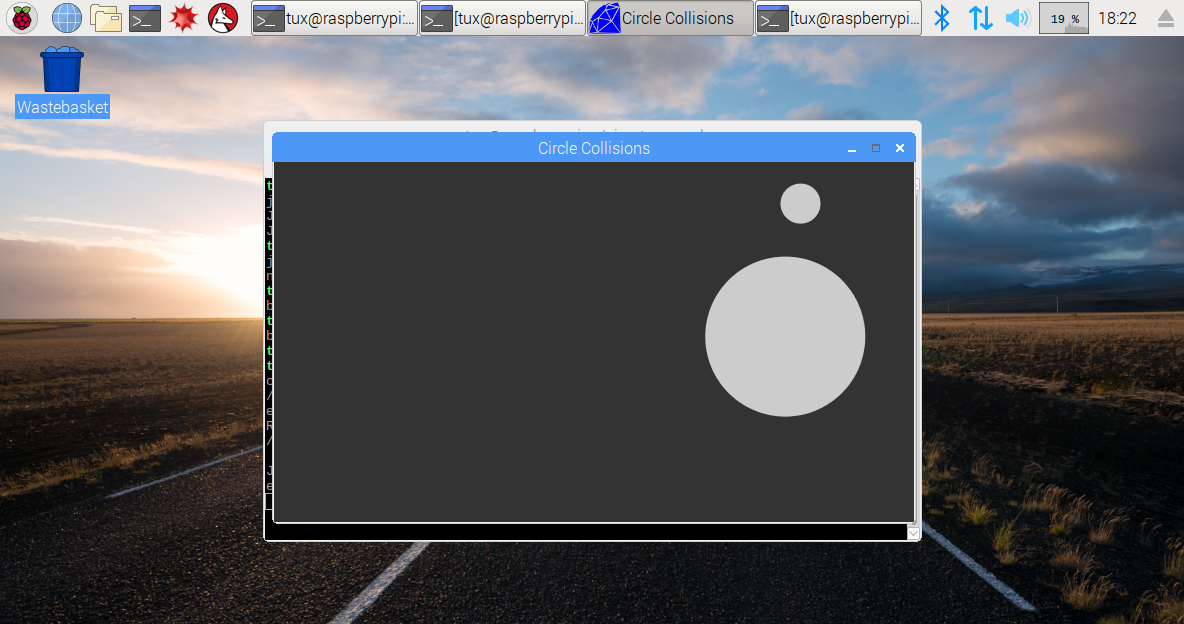 >_
tux@raspberrypi:...
[tux@raspberrypi...
Circle Collisions
[tux@raspberrypi...
19 %
18:22
Wastebasket
Circle Collisions
t
j
J
J
t
j
t
b
t
b
t
t
c
/
e
R
/
J
e